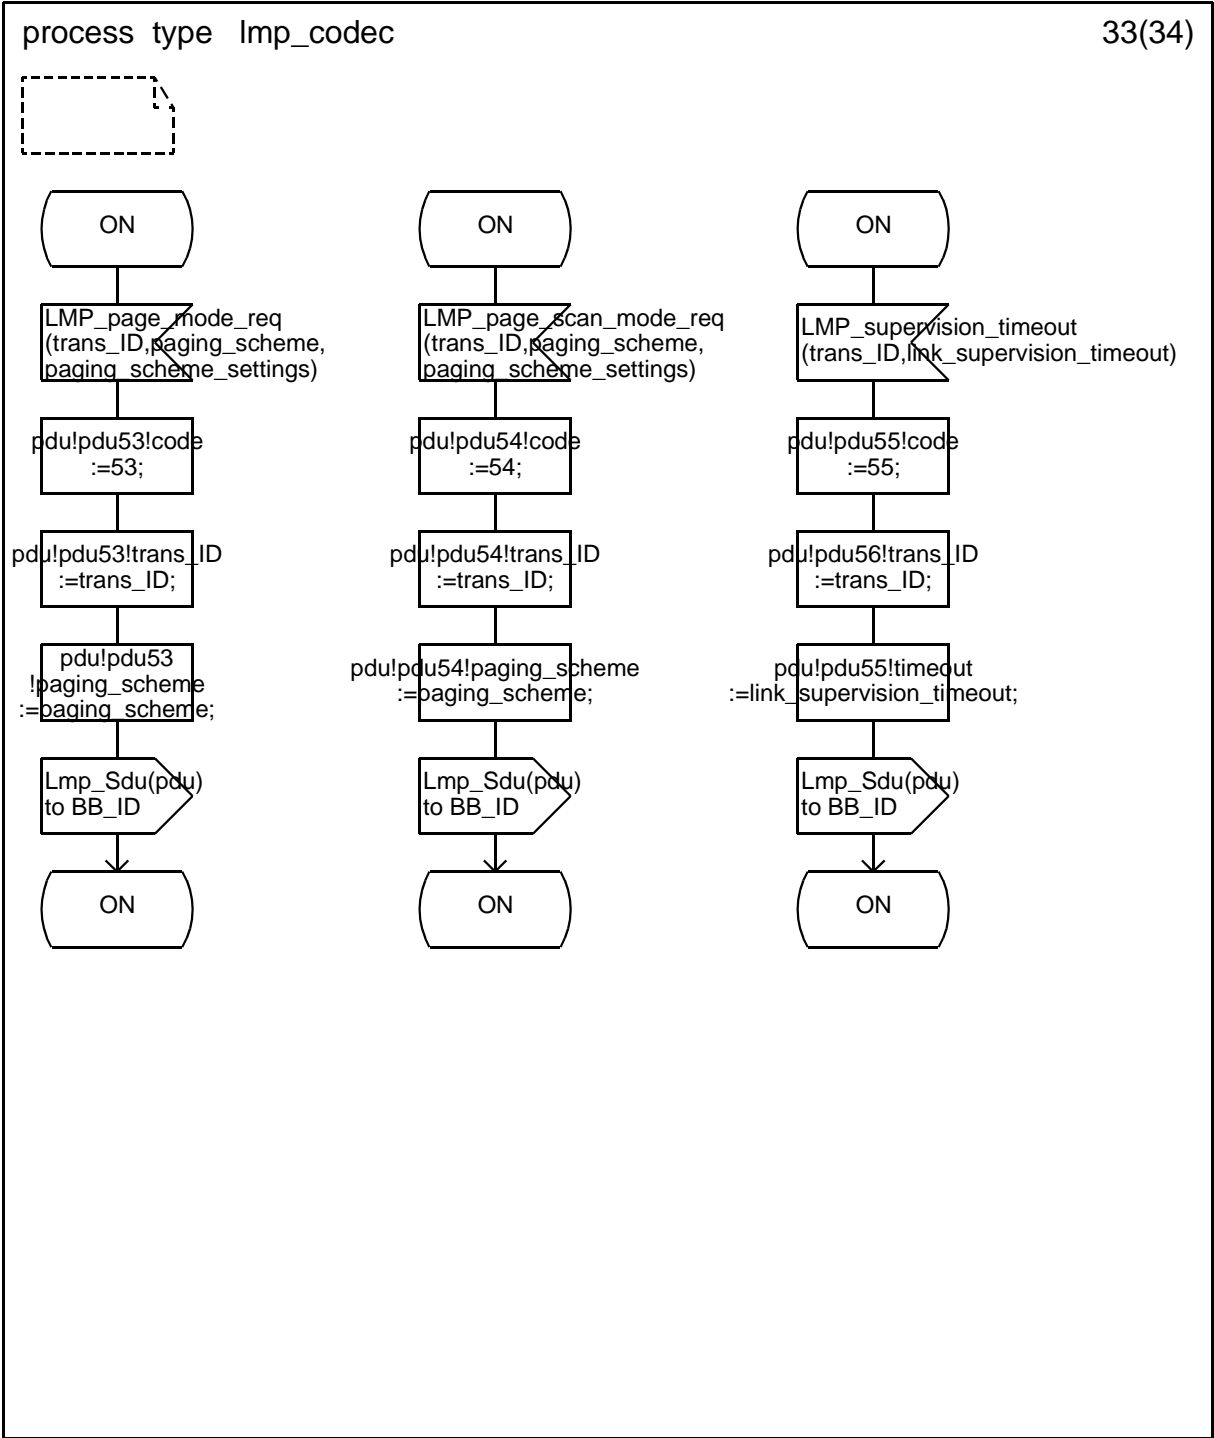 process type lmp_codec
33(34)
ON
LMP_page_mode_req
(trans_ID,paging_scheme,
paging_scheme_settings)
pdu!pdu53!code
:=53;
pdu!pdu53!trans_ID
:=trans_ID;
pdu!pdu53
!paging_scheme
:=paging_scheme;
Lmp_Sdu(pdu)
to BB_ID
ON
ON
LMP_page_scan_mode_req
(trans_ID,paging_scheme,
paging_scheme_settings)
pdu!pdu54!code
:=54;
pdu!pdu54!trans_ID
:=trans_ID;
pdu!pdu54!paging_scheme
:=paging_scheme;
Lmp_Sdu(pdu)
to BB_ID
ON
ON
LMP_supervision_timeout
(trans_ID,link_supervision_timeout)
pdu!pdu55!code
:=55;
pdu!pdu56!trans_ID
:=trans_ID;
pdu!pdu55!timeout
:=link_supervision_timeout;
Lmp_Sdu(pdu)
to BB_ID
ON